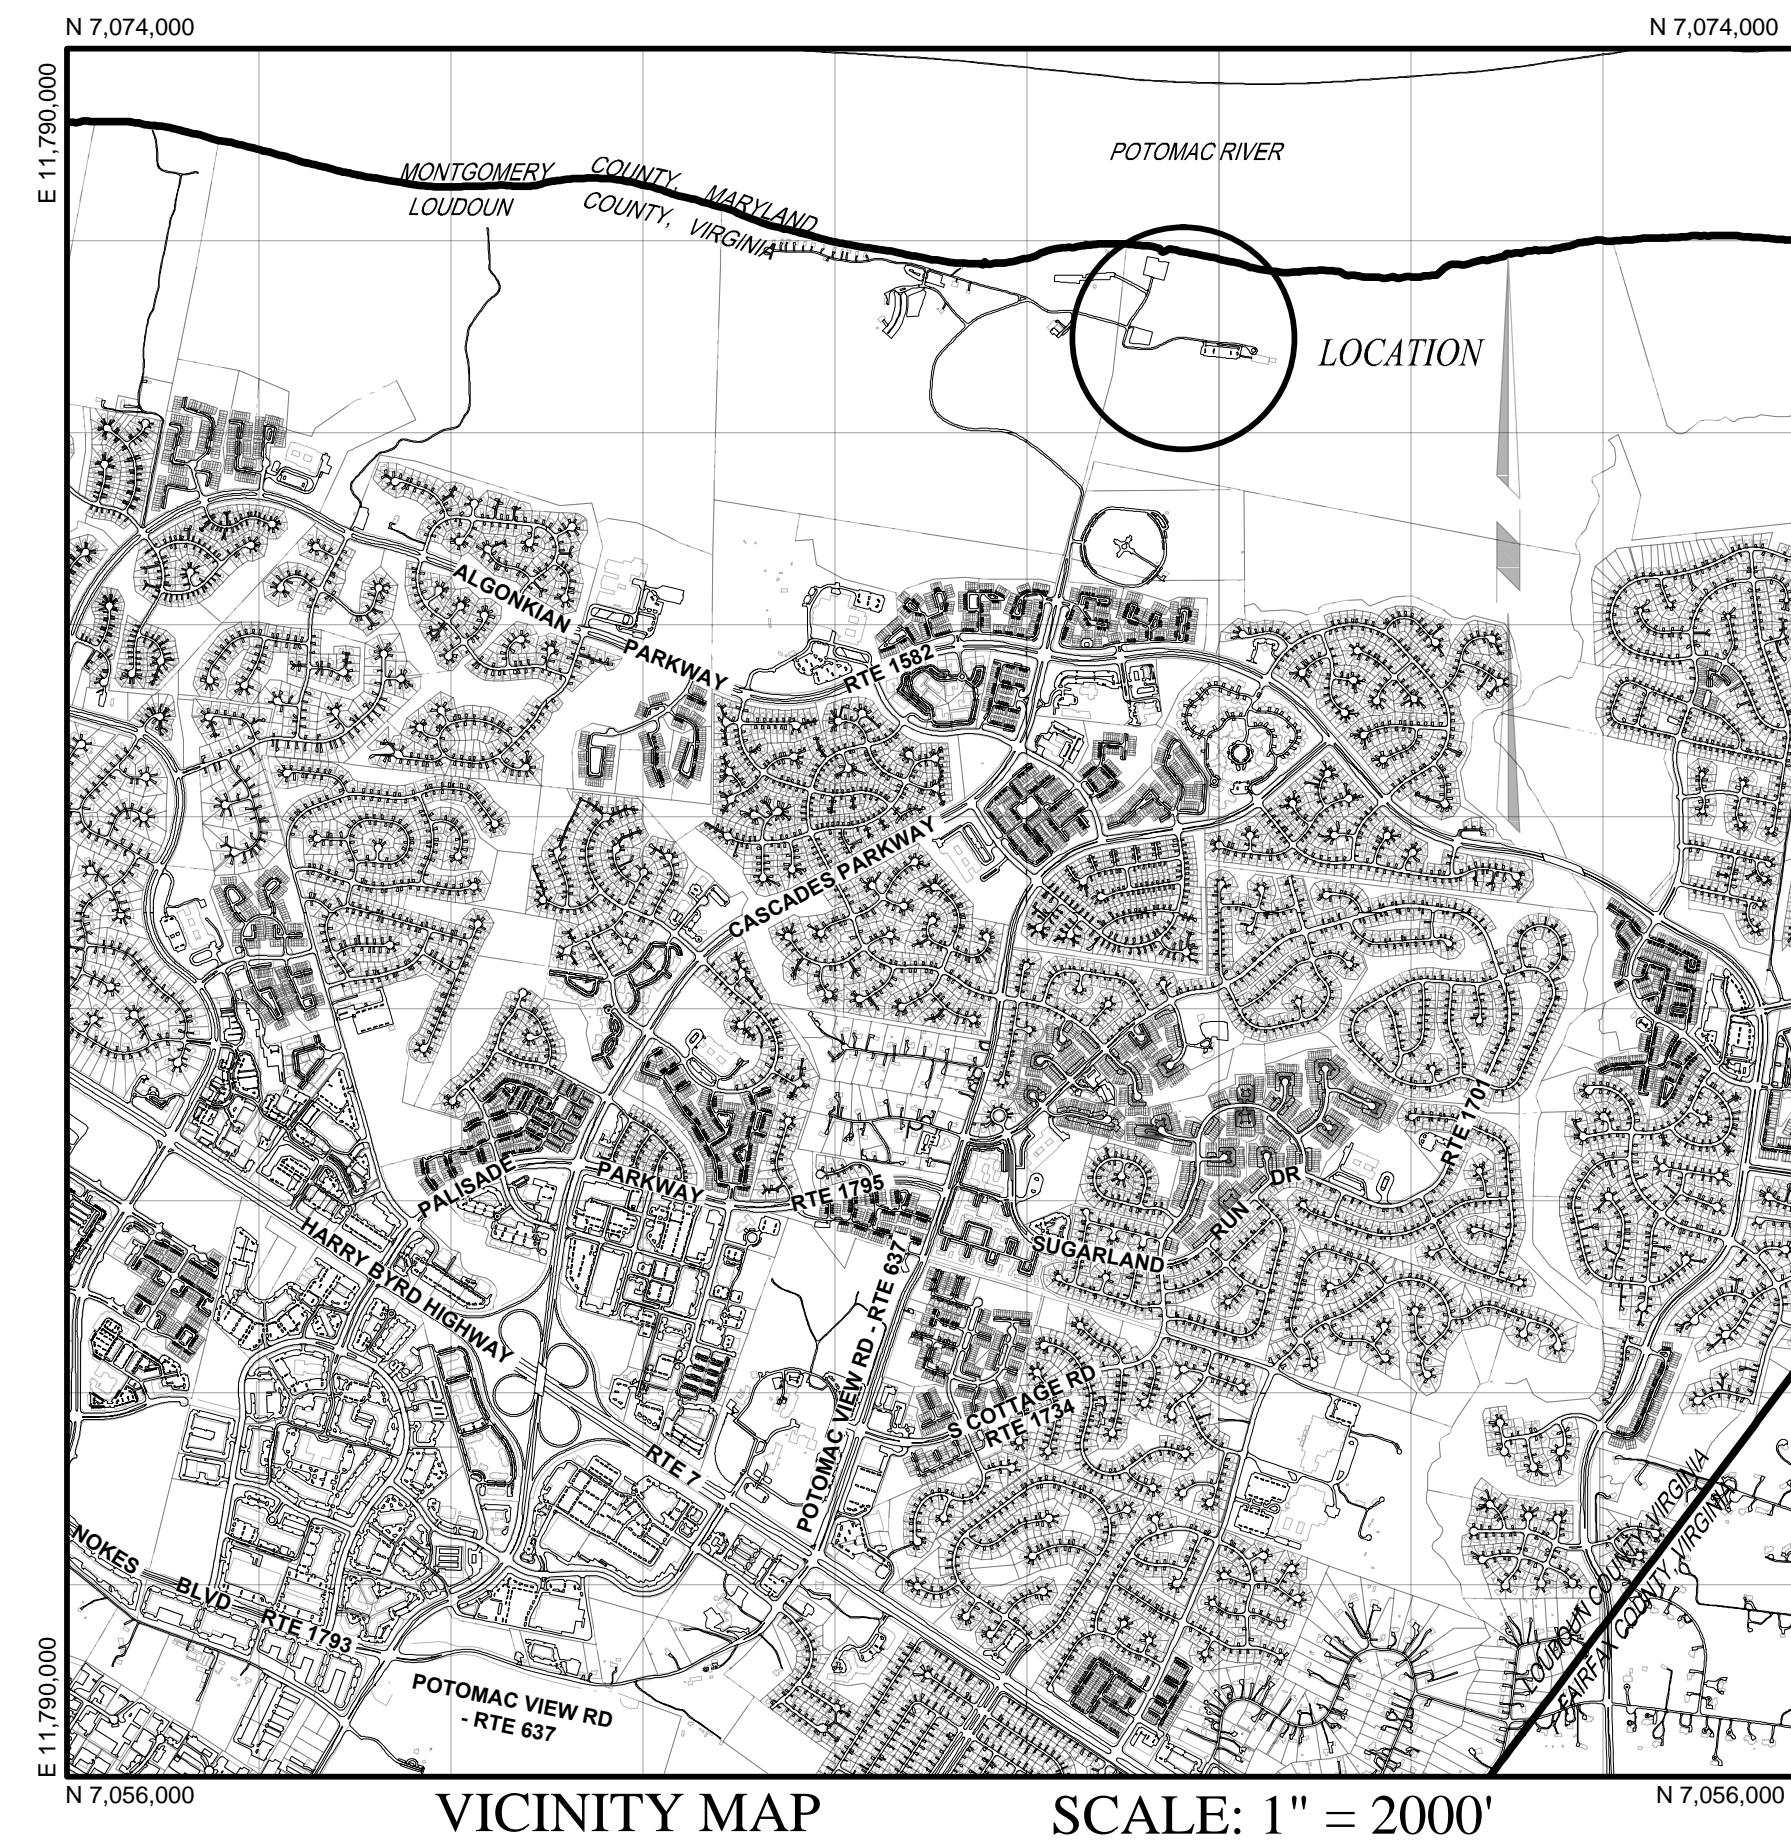 N 7,074,000
N 7,074,000
E 11,790,000
POTOMAC RIVER
MONTGOMERY COUNTY, MARYLAND
LOUDOUN COUNTY, VIRGINIA
LOCATION
ALGONKIAN PARKWAY
RTE 1582
CASCADES PARKWAY
RTE 1701
PALISADE PARKWAY
RTE 1795
SUGARLAND RUN DR
HARRY BYRD HIGHWAY
RTE 7
POTOMAC VIEW RD - RTE 637
S COTTAGE RD
RTE 1734
LOUDOUN COUNTY, VIRGINIA
FAIRFAX COUNTY, VIRGINIA
NOKES BLVD RTE 1793
POTOMAC VIEW RD
- RTE 637
E 11,790,000
N 7,056,000
N 7,056,000
VICINITY MAP
SCALE: 1" = 2000'